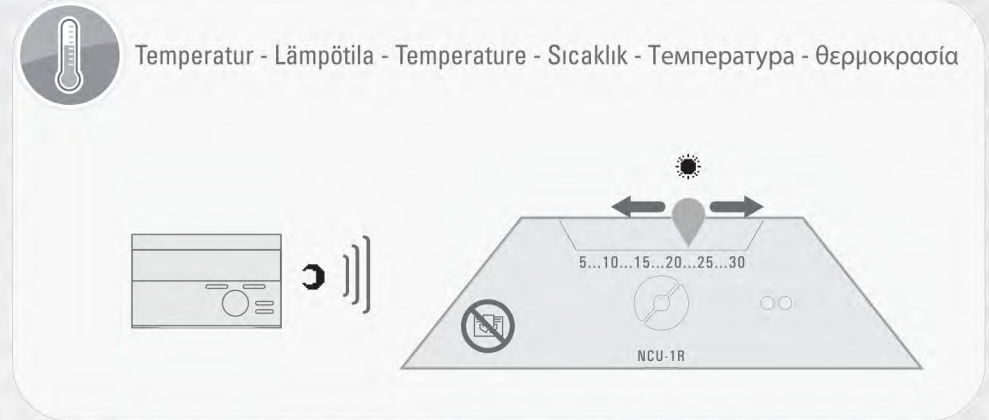 Temperatur - Lämpötila - Temperature - Sıcaklık - Температура - θερμοκρασία
5...10...15...20...25...30
NCU-1R